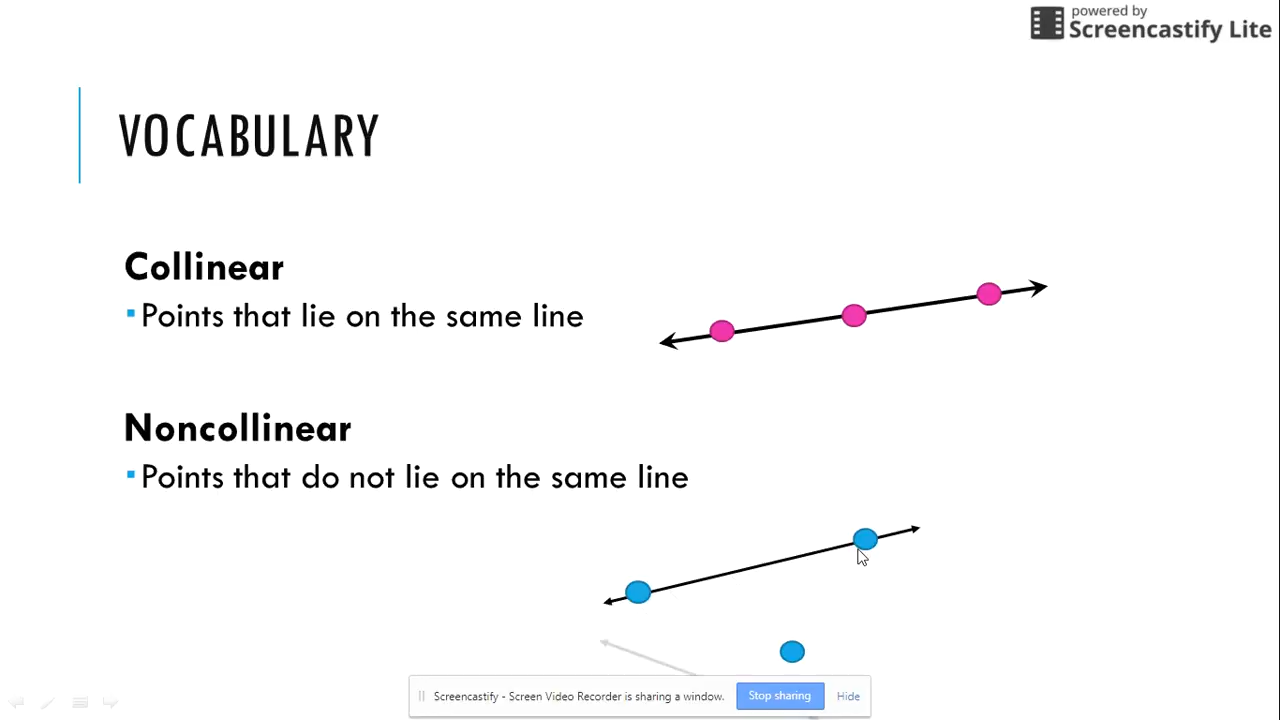 powered by
Screencastify Lite
VOCABULARY
Collinear
▪Points that lie on the same line
Noncollinear
▪Points that do not lie on the same line
Screencastify - Screen Video Recorder is sharing a window. Stop sharing Hide